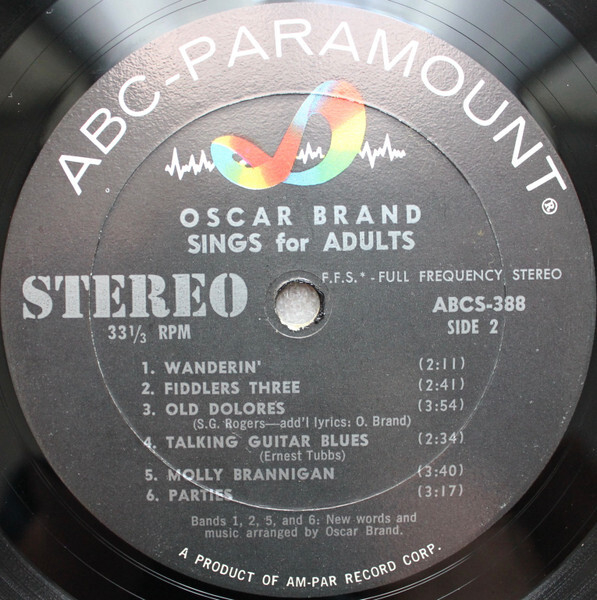 ABC-PARAMOUNT®
OSCAR BRAND
SINGS for ADULTS
STEREO
F.F.S.* - FULL FREQUENCY STEREO
33 1/3 RPM
ABCS-388
SIDE 2
1. WANDERIN' (2:11)
2. FIDDLERS THREE (2:41)
3. OLD DOLORES (3:54)
(S.G. Rogers—add'l lyrics: O. Brand)
4. TALKING GUITAR BLUES (2:34)
(Ernest Tubbs)
5. MOLLY BRANNIGAN (3:40)
6. PARTIES (3:17)
Bands 1, 2, 5, and 6: New words and
music arranged by Oscar Brand.
A PRODUCT OF AM-PAR RECORD CORP.